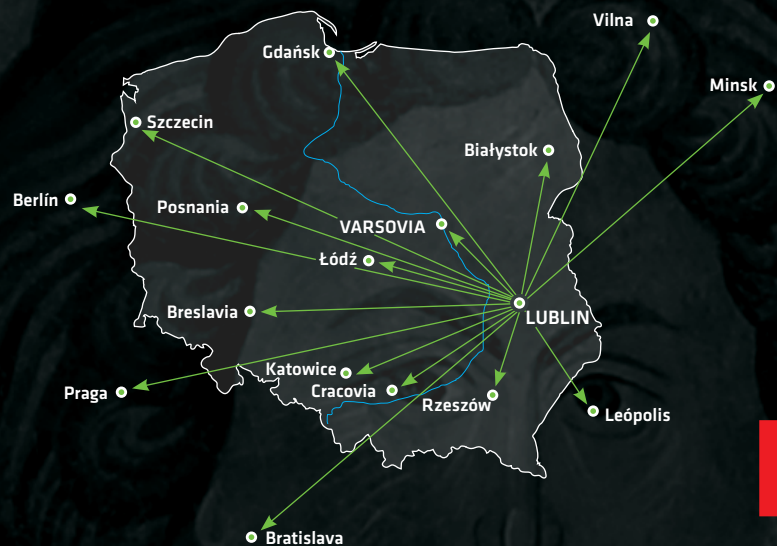 Vilna
Gdańsk
Minsk
Szczecin
Białystok
Berlín
Posnania
VARSOVIA
Łódź
Breslavia
LUBLIN
Katowice
Praga
Cracovia
Rzeszów
Leópolis
Bratislava